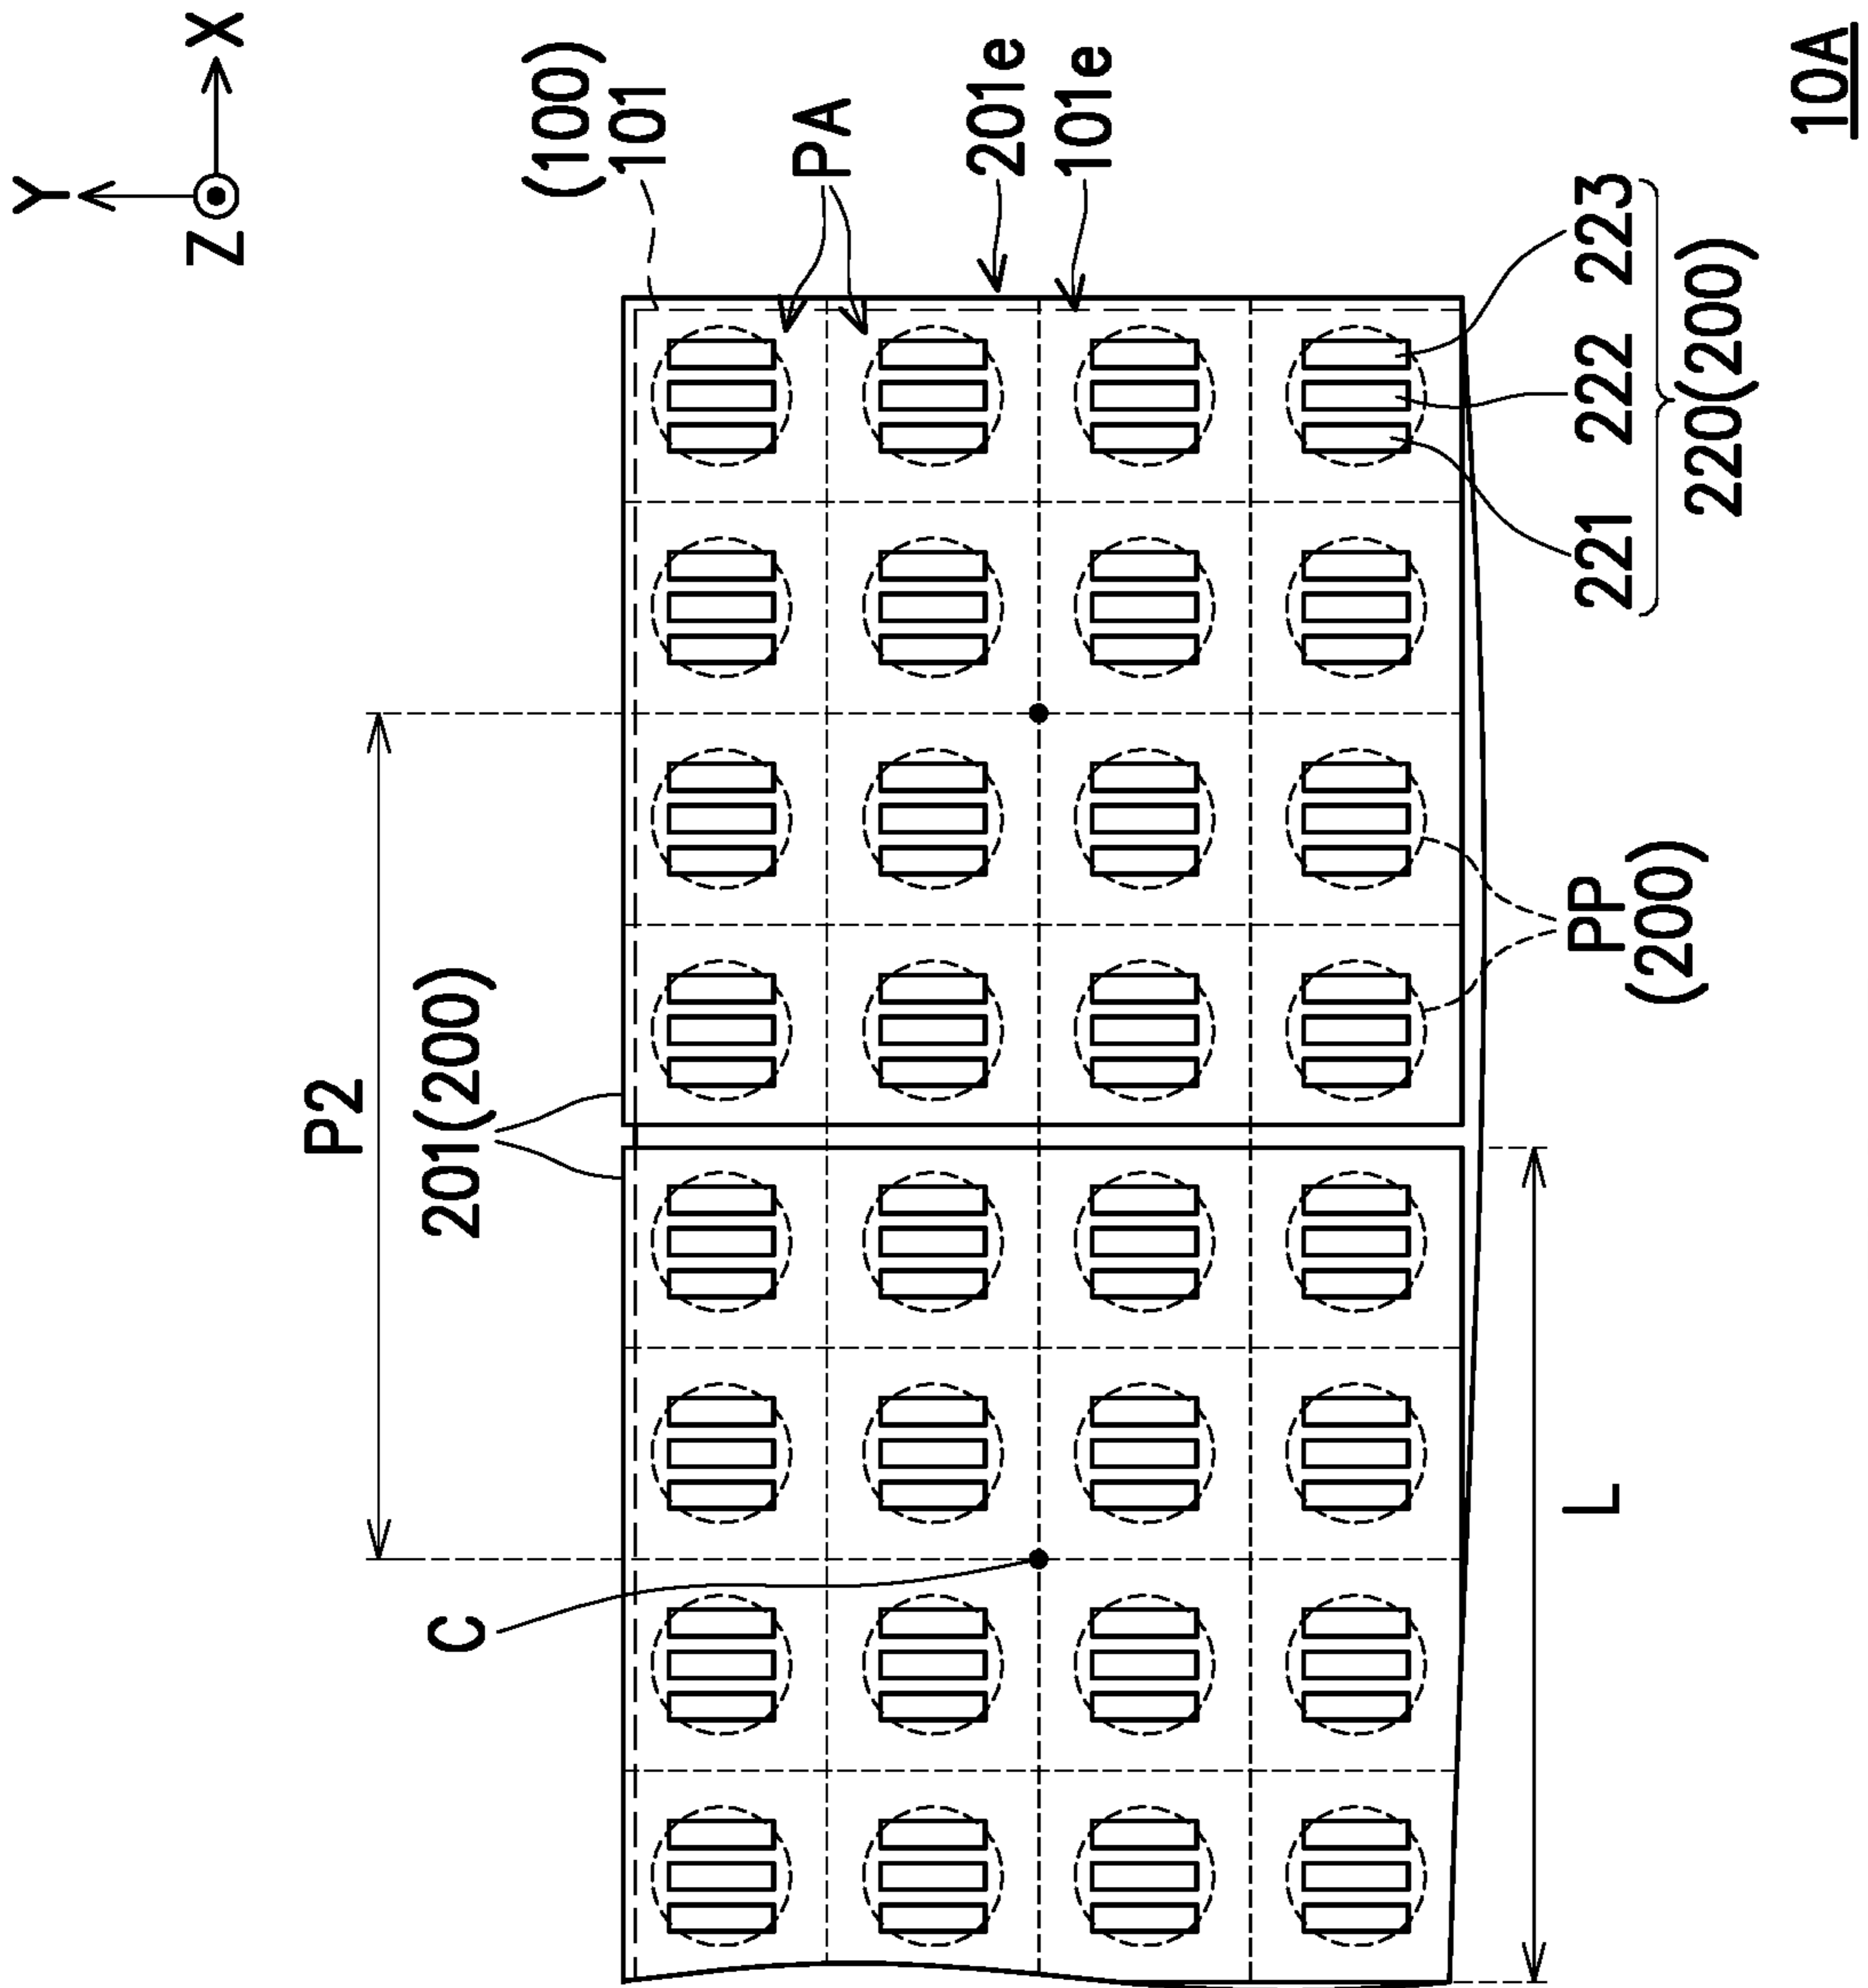 Y
X
Z
(100)
101
PA
201e
101e
P2
201(200)
C
221 222 223
220(200)
PP
(200)
L
10A